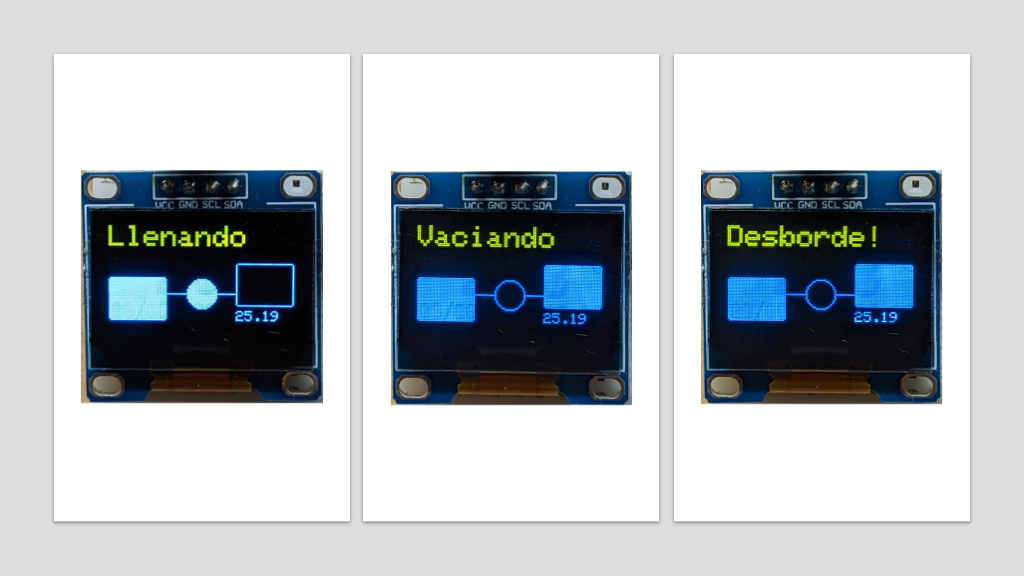 VCC GND SCL SDA
Llenando
25.19
VCC GND SCL SDA
Vaciando
25.19
VCC GND SCL SDA
Desborde!
25.19